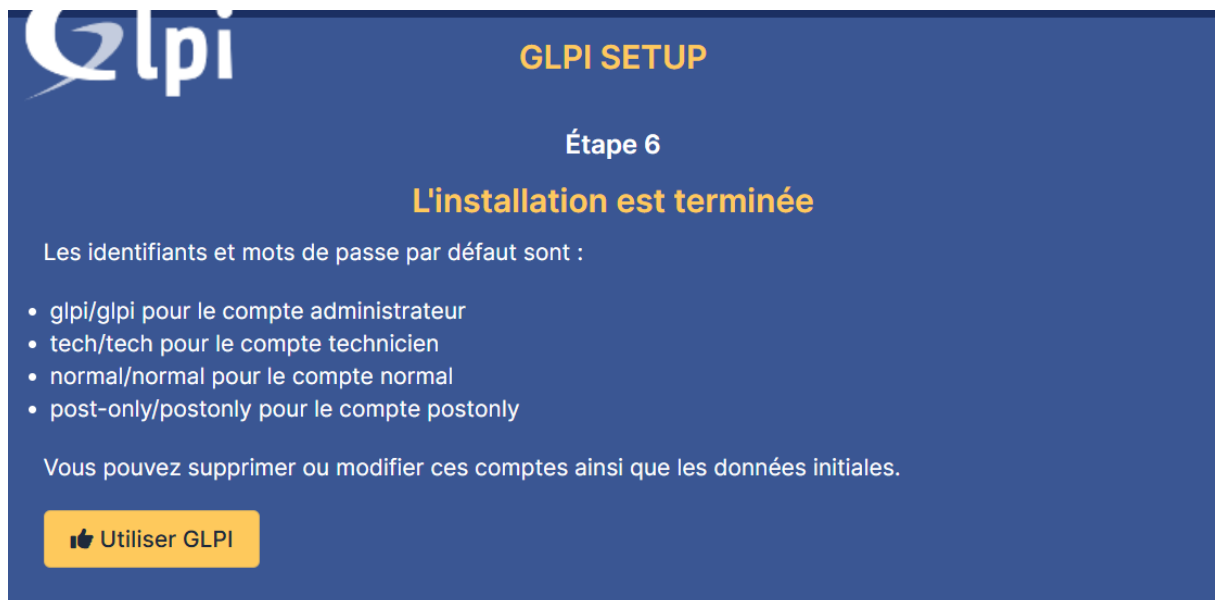 Glpi
GLPI SETUP
Étape 6
L'installation est terminée
Les identifiants et mots de passe par défaut sont :
• glpi/glpi pour le compte administrateur
• tech/tech pour le compte technicien
• normal/normal pour le compte normal
• post-only/postonly pour le compte postonly
Vous pouvez supprimer ou modifier ces comptes ainsi que les données initiales.
Utiliser GLPI